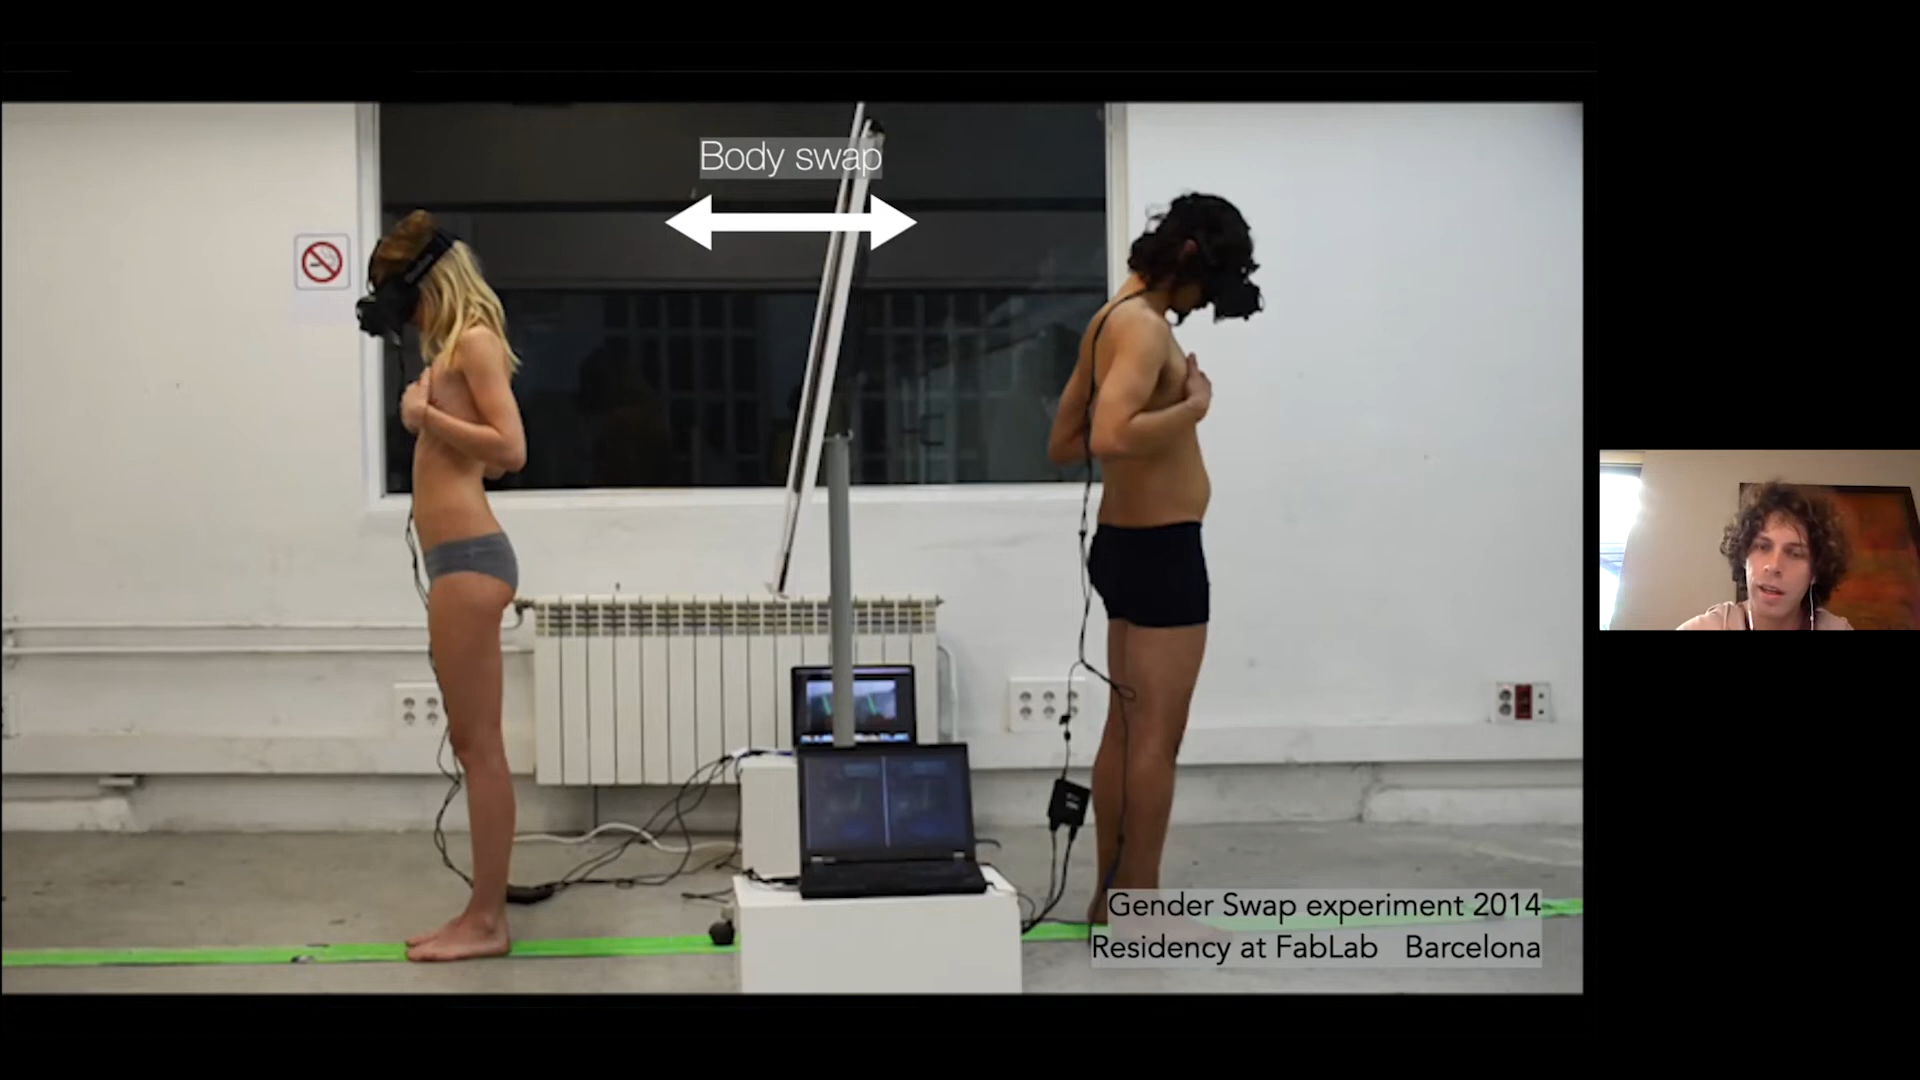 Body swap
Gender Swap experiment 2014
Residency at FabLab Barcelona